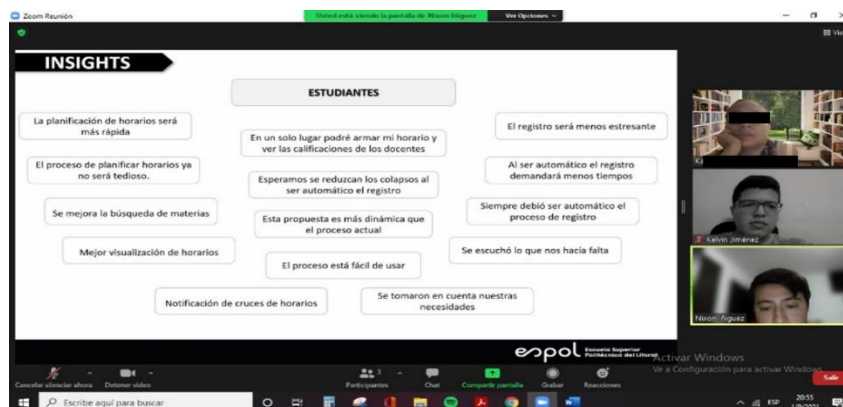 Zoom Reunión
Usted está viendo la pantalla de Nixon Iñiguez
Ver Opciones
INSIGHTS
ESTUDIANTES
La planificación de horarios será
más rápida
En un solo lugar podré armar mi horario y
ver las calificaciones de los docentes
El registro será menos estresante
El proceso de planificar horarios ya
no será tedioso.
Esperamos se reduzcan los colapsos al
ser automático el registro
Al ser automático el registro
demandará menos tiempos
Se mejora la búsqueda de materias
Esta propuesta es más dinámica que
el proceso actual
Siempre debió ser automático el
proceso de registro
Mejor visualización de horarios
El proceso está fácil de usar
Se escuchó lo que nos hacía falta
Notificación de cruces de horarios
Se tomaron en cuenta nuestras
necesidades
Kelvin Jiménez
Nixon Iñiguez
espol
Escuela Superior
Politécnica del Litoral
Activar Windows
Ve a Configuración para activar Windows.
Cancelar silenciar ahora
Detener video
Participantes
3
Chat
Compartir pantalla
Grabar
Reacciones
Salir
Escribe aquí para buscar
ESP
20:55